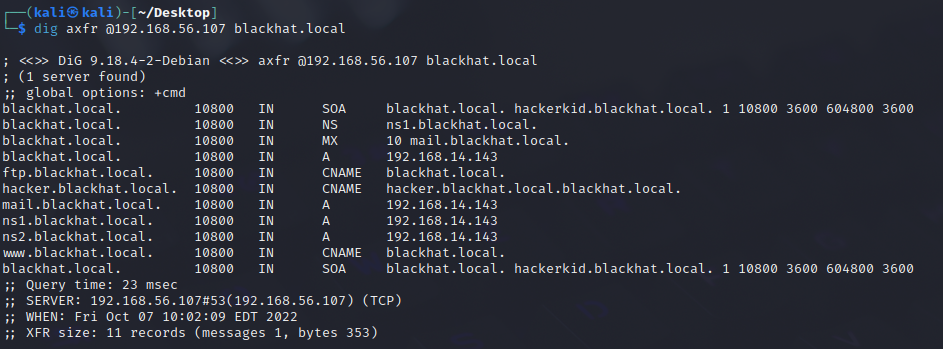 ┌──(kali㉿kali)-[~/Desktop]
└─$ dig axfr @192.168.56.107 blackhat.local

; <<>> DiG 9.18.4-2-Debian <<>> axfr @192.168.56.107 blackhat.local
; (1 server found)
;; global options: +cmd
blackhat.local. 10800 IN SOA blackhat.local. hackerkid.blackhat.local. 1 10800 3600 604800 3600
blackhat.local. 10800 IN NS ns1.blackhat.local.
blackhat.local. 10800 IN MX 10 mail.blackhat.local.
blackhat.local. 10800 IN A 192.168.14.143
ftp.blackhat.local. 10800 IN CNAME blackhat.local.
hacker.blackhat.local. 10800 IN CNAME hacker.blackhat.local.blackhat.local.
mail.blackhat.local. 10800 IN A 192.168.14.143
ns1.blackhat.local. 10800 IN A 192.168.14.143
ns2.blackhat.local. 10800 IN A 192.168.14.143
www.blackhat.local. 10800 IN CNAME blackhat.local.
blackhat.local. 10800 IN SOA blackhat.local. hackerkid.blackhat.local. 1 10800 3600 604800 3600
;; Query time: 23 msec
;; SERVER: 192.168.56.107#53(192.168.56.107) (TCP)
;; WHEN: Fri Oct 07 10:02:09 EDT 2022
;; XFR size: 11 records (messages 1, bytes 353)